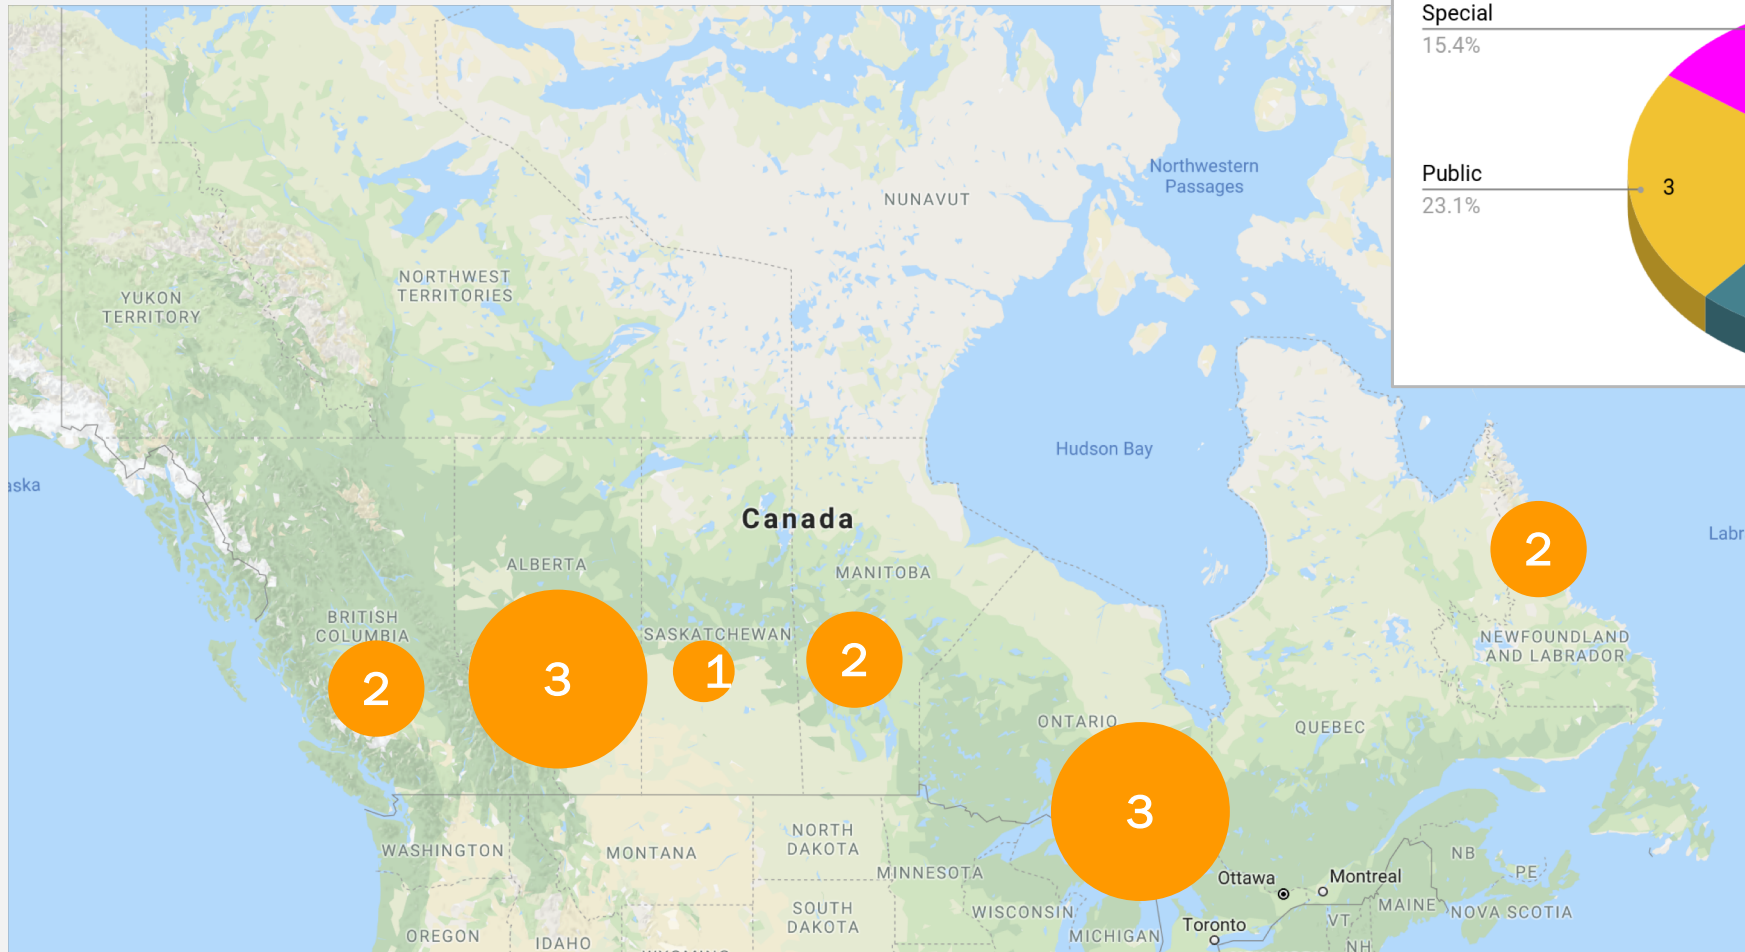 Special
15.4%
Public
23.1%
3
Northwestern
Passages
NUNAVUT
NORTHWEST
TERRITORIES
YUKON
TERRITORY
Hudson Bay
aska
Canada
Labr
ALBERTA
MANITOBA
2
BRITISH
COLUMBIA
SASKATCHEWAN
NEWFOUNDLAND
AND LABRADOR
2
3
1
2
ONTARIO
QUEBEC
3
WASHINGTON
MONTANA
NORTH
DAKOTA
MINNESOTA
NB
PE
Ottawa
Montreal
SOUTH
DAKOTA
WISCONSIN
MAINE
NOVA SCOTIA
VT
Toronto
OREGON
IDAHO
MICHIGAN
NH